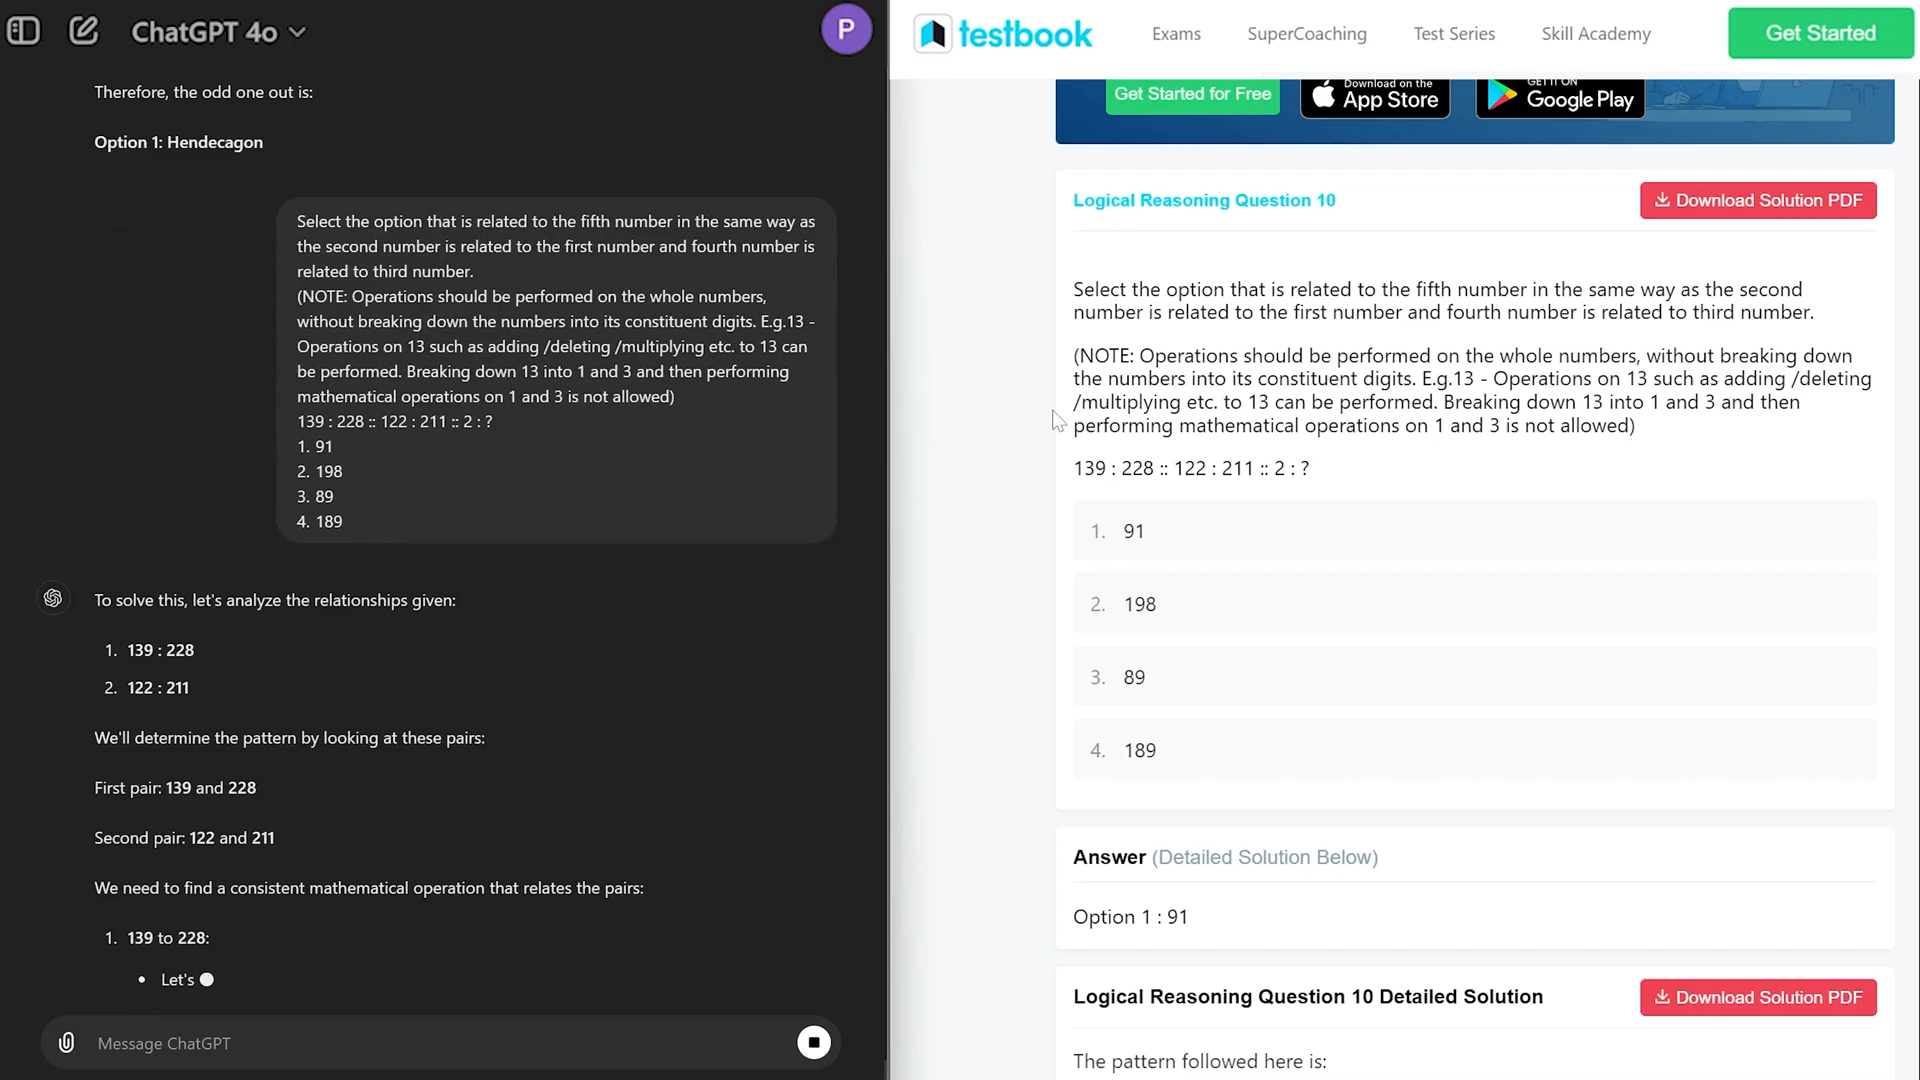 ChatGPT 4o
P
Therefore, the odd one out is:
Option 1: Hendecagon
Select the option that is related to the fifth number in the same way as
the second number is related to the first number and fourth number is
related to third number.
(NOTE: Operations should be performed on the whole numbers,
without breaking down the numbers into its constituent digits. E.g.13 -
Operations on 13 such as adding /deleting /multiplying etc. to 13 can
be performed. Breaking down 13 into 1 and 3 and then performing
mathematical operations on 1 and 3 is not allowed)
139 : 228 :: 122 : 211 :: 2 : ?
1. 91
2. 198
3. 89
4. 189
To solve this, let's analyze the relationships given:
1. 139 : 228
2. 122 : 211
We'll determine the pattern by looking at these pairs:
First pair: 139 and 228
Second pair: 122 and 211
We need to find a consistent mathematical operation that relates the pairs:
1. 139 to 228:
• Let's
Message ChatGPT
testbook
Exams
SuperCoaching
Test Series
Skill Academy
Get Started
Get Started for Free
Download on the
App Store
GET IT ON
Google Play
Logical Reasoning Question 10
Download Solution PDF
Select the option that is related to the fifth number in the same way as the second
number is related to the first number and fourth number is related to third number.
(NOTE: Operations should be performed on the whole numbers, without breaking down
the numbers into its constituent digits. E.g.13 - Operations on 13 such as adding /deleting
/multiplying etc. to 13 can be performed. Breaking down 13 into 1 and 3 and then
performing mathematical operations on 1 and 3 is not allowed)
139 : 228 :: 122 : 211 :: 2 : ?
1. 91
2. 198
3. 89
4. 189
Answer (Detailed Solution Below)
Option 1 : 91
Logical Reasoning Question 10 Detailed Solution
Download Solution PDF
The pattern followed here is: